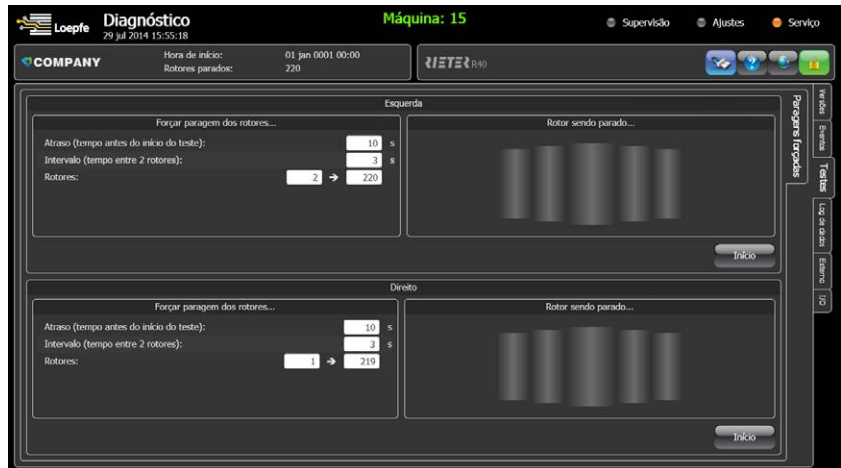 Loepfe
Diagnóstico
29 jul 2014 15:55:18
Máquina: 15
Supervisão
Ajustes
Serviço
COMPANY
Hora de início: 01 jan 0001 00:00
Rotores parados: 220
RIETER R40
Esquerda
Forçar paragem dos rotores...
Atraso (tempo antes do início do teste): 10 s
Intervalo (tempo entre 2 rotores): 3 s
Rotores: 2 → 220
Rotor sendo parado...
Início
Direito
Forçar paragem dos rotores...
Atraso (tempo antes do início do teste): 10 s
Intervalo (tempo entre 2 rotores): 3 s
Rotores: 1 → 219
Rotor sendo parado...
Início
Paragens forçadas
Versões
Eventos
Testes
Log de dados
Externo
I/O